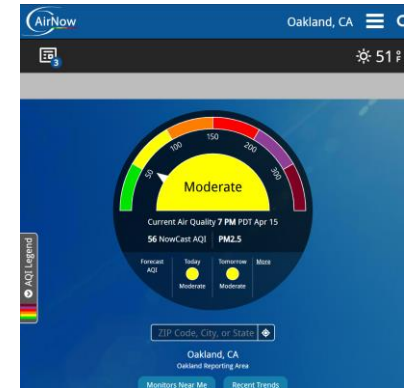 AirNow
Oakland, CA
3
51 F
50
100
150
200
300
Moderate
Current Air Quality 7 PM PDT Apr 15
56 NowCast AQI PM2.5
Forecast AQI
Today
Moderate
Tomorrow
Moderate
More
AQI Legend
ZIP Code, City, or State
Oakland, CA
Oakland Reporting Area
Monitors Near Me
Recent Trends